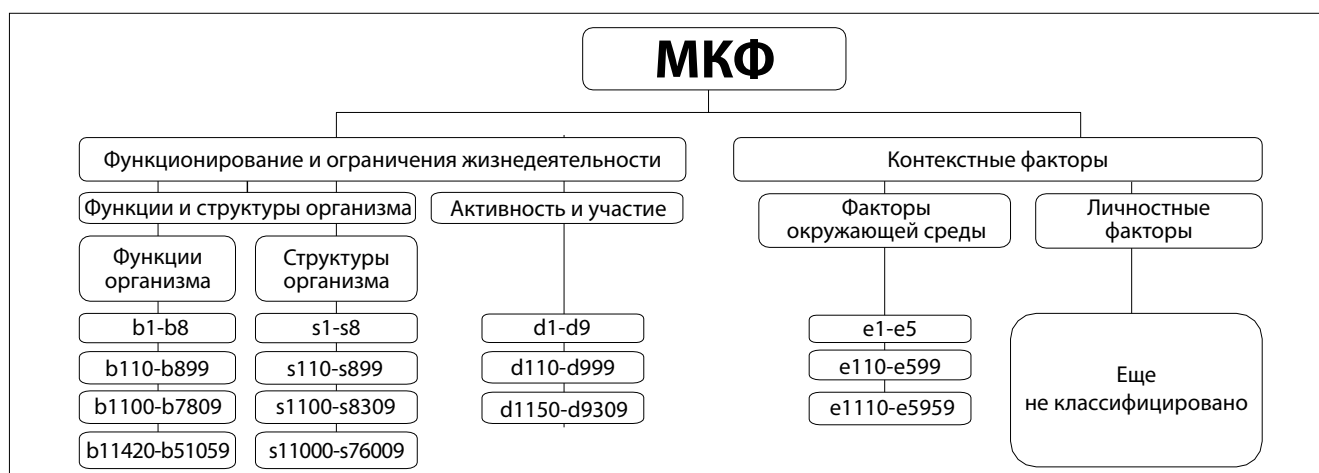 МКФ
Функционирование и ограничения жизнедеятельности
Контекстные факторы
Функции и структуры организма
Активность и участие
Факторы
окружающей среды
Личностные
факторы
Функции
организма
Структуры
организма
b1-b8
s1-s8
d1-d9
e1-e5
b110-b899
s110-s899
d110-d999
e110-e599
b1100-b7809
s1100-s8309
d1150-d9309
e1110-e5959
b11420-b51059
s11000-s76009
Еще
не классифицировано